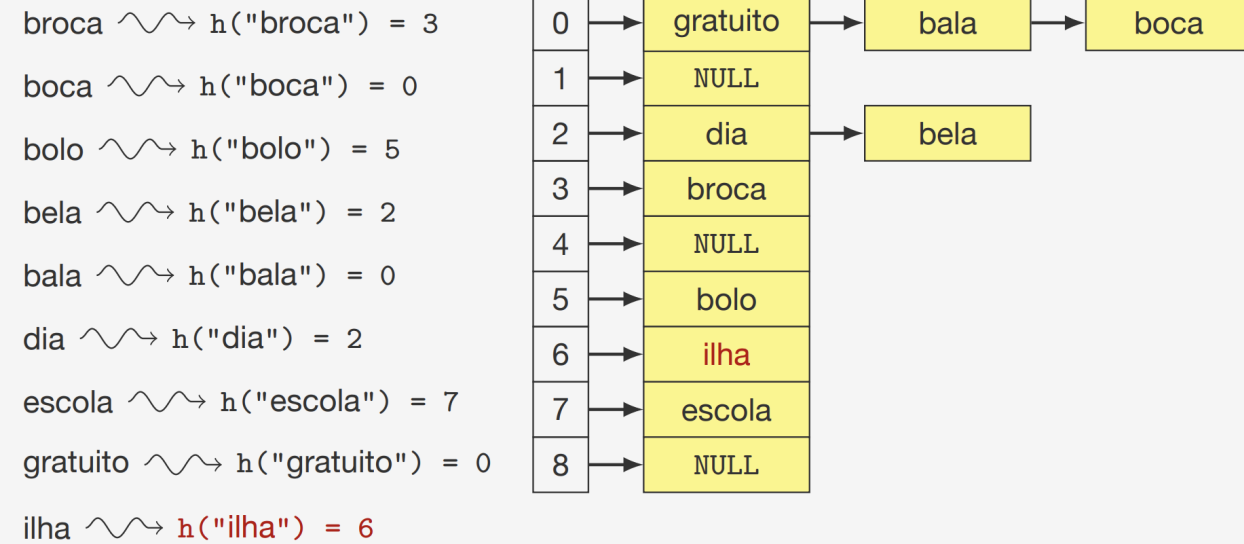 broca h("broca") = 3
boca h("boca") = 0
bolo h("bolo") = 5
bela h("bela") = 2
bala h("bala") = 0
dia h("dia") = 2
escola h("escola") = 7
gratuito h("gratuito") = 0
ilha h("ilha") = 6
0 gratuito bala boca
1 NULL
2 dia bela
3 broca
4 NULL
5 bolo
6 ilha
7 escola
8 NULL